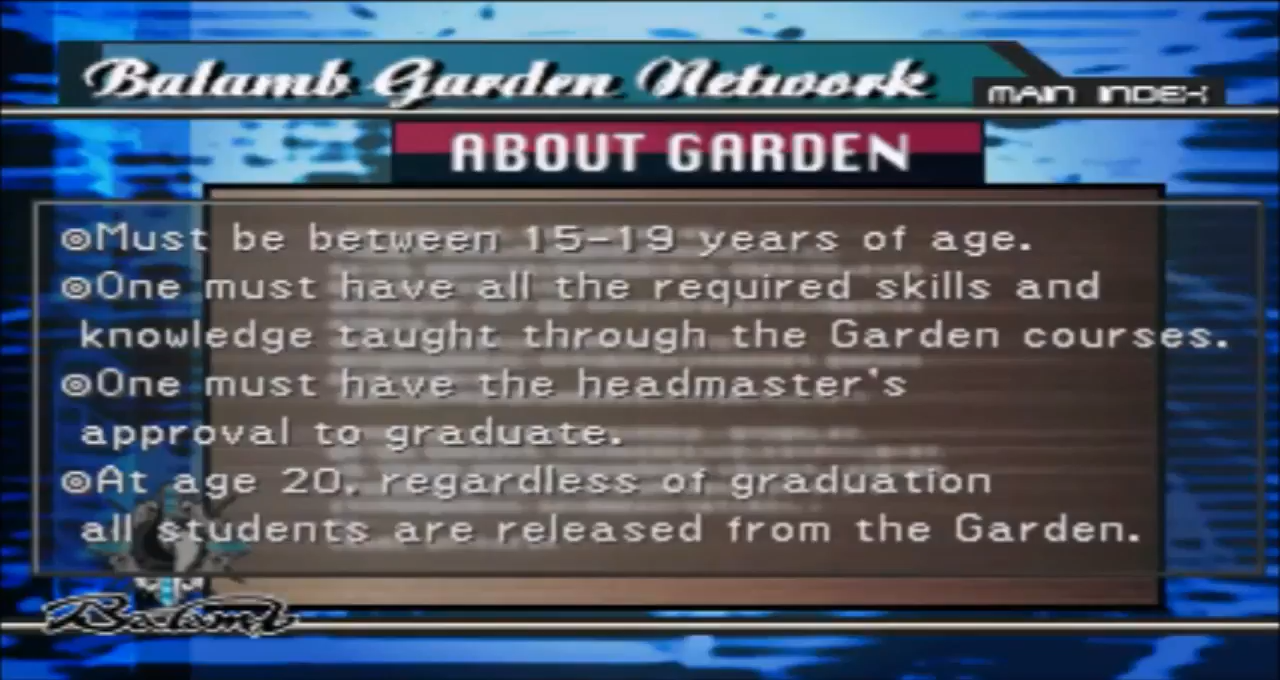 Balamb Garden Network
MAIN INDEX
ABOUT GARDEN
◎Must be between 15-19 years of age.
◎One must have all the required skills and
knowledge taught through the Garden courses.
◎One must have the headmaster's
approval to graduate.
◎At age 20, regardless of graduation
all students are released from the Garden.
Balamb